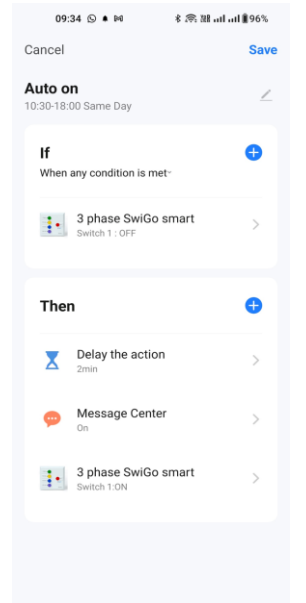 09:34
96%
Cancel
Save
Auto on
10:30-18:00 Same Day
If
When any condition is met
3 phase SwiGo smart
Switch 1 : OFF
Then
Delay the action
2min
Message Center
On
3 phase SwiGo smart
Switch 1:ON